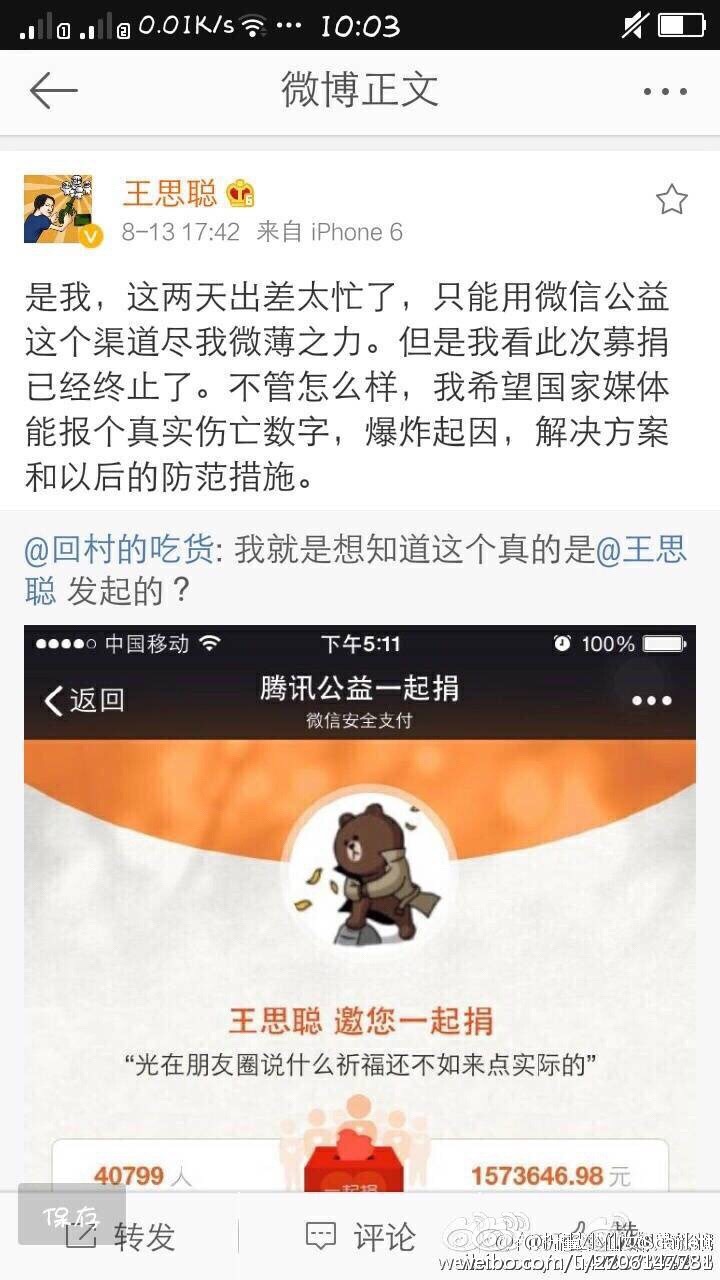 1 2 0.01K/s ... 10:03
微博正文
王思聪
8-13 17:42 来自 iPhone 6
是我，这两天出差太忙了，只能用微信公益
这个渠道尽我微薄之力。但是我看此次募捐
已经终止了。不管怎么样，我希望国家媒体
能报个真实伤亡数字，爆炸起因，解决方案
和以后的防范措施。
@回村的吃货: 我就是想知道这个真的是@王思
聪 发起的？
中国移动 下午5:11 100%
返回 腾讯公益一起捐
微信安全支付
王思聪 邀您一起捐
“光在朋友圈说什么祈福还不如来点实际的”
40799 人 1573646.98 元
一起捐
保存 转发 评论 赞